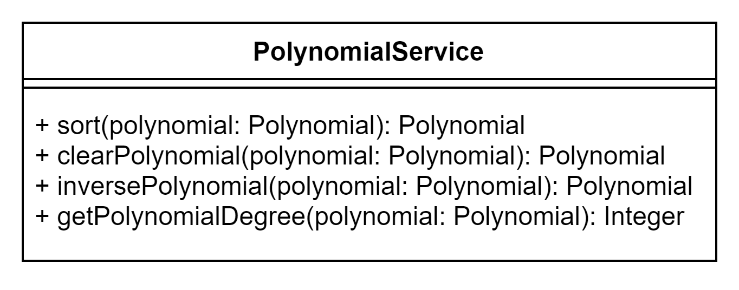 PolynomialService
+ sort(polynomial: Polynomial): Polynomial
+ clearPolynomial(polynomial: Polynomial): Polynomial
+ inversePolynomial(polynomial: Polynomial): Polynomial
+ getPolynomialDegree(polynomial: Polynomial): Integer